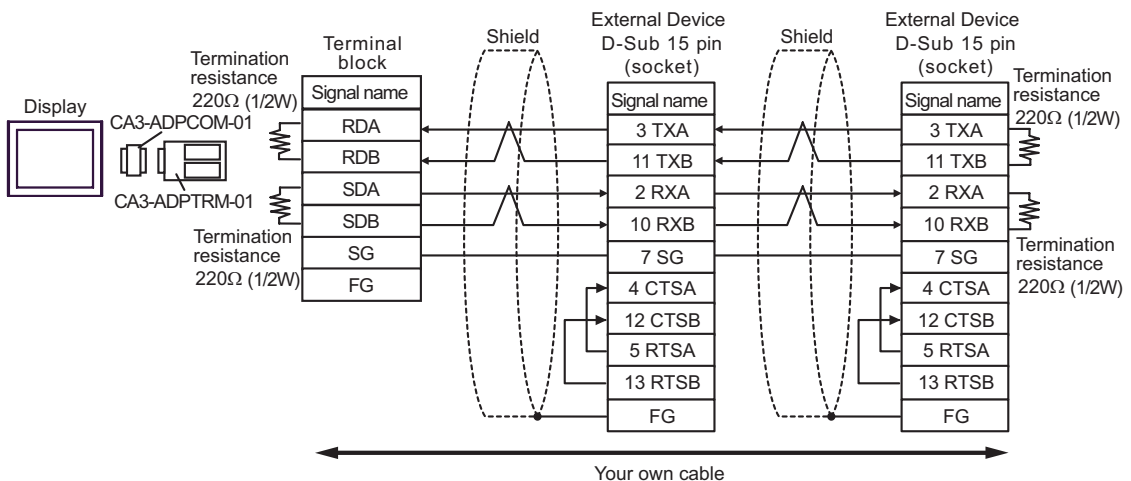 Display
CA3-ADPCOM-01
CA3-ADPTRM-01
Termination
resistance
220Ω (1/2W)
Termination
resistance
220Ω (1/2W)
Terminal
block
Signal name
RDA
RDB
SDA
SDB
SG
FG
Shield
External Device
D-Sub 15 pin
(socket)
Signal name
3 TXA
11 TXB
2 RXA
10 RXB
7 SG
4 CTSA
12 CTSB
5 RTSA
13 RTSB
FG
Shield
External Device
D-Sub 15 pin
(socket)
Signal name
3 TXA
11 TXB
2 RXA
10 RXB
7 SG
4 CTSA
12 CTSB
5 RTSA
13 RTSB
FG
Termination
resistance
220Ω (1/2W)
Termination
resistance
220Ω (1/2W)
Your own cable